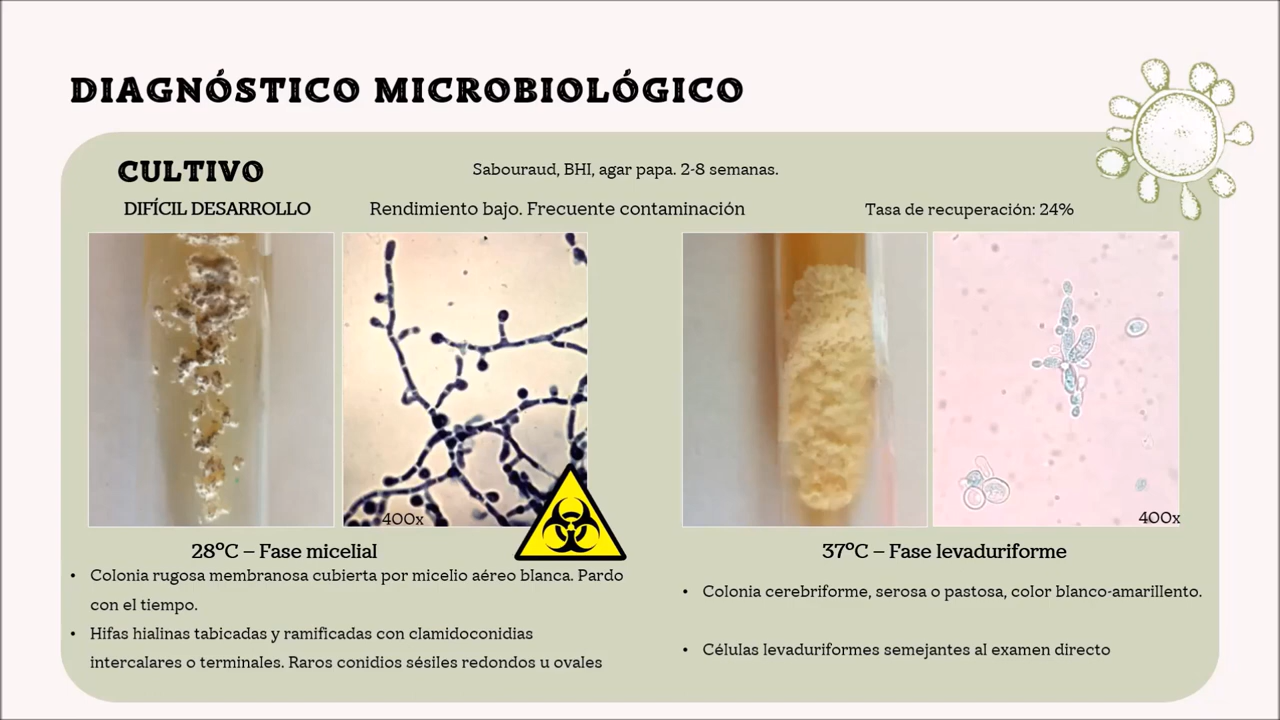 DIAGNÓSTICO MICROBIOLÓGICO
CULTIVO
Sabouraud, BHI, agar papa. 2-8 semanas.
DIFÍCIL DESARROLLO
Rendimiento bajo. Frecuente contaminación
Tasa de recuperación: 24%
400x
400x
28ºC – Fase micelial
• Colonia rugosa membranosa cubierta por micelio aéreo blanca. Pardo
con el tiempo.
• Hifas hialinas tabicadas y ramificadas con clamidoconidias
intercalares o terminales. Raros conidios sésiles redondos u ovales
37ºC – Fase levaduriforme
• Colonia cerebriforme, serosa o pastosa, color blanco-amarillento.
• Células levaduriformes semejantes al examen directo